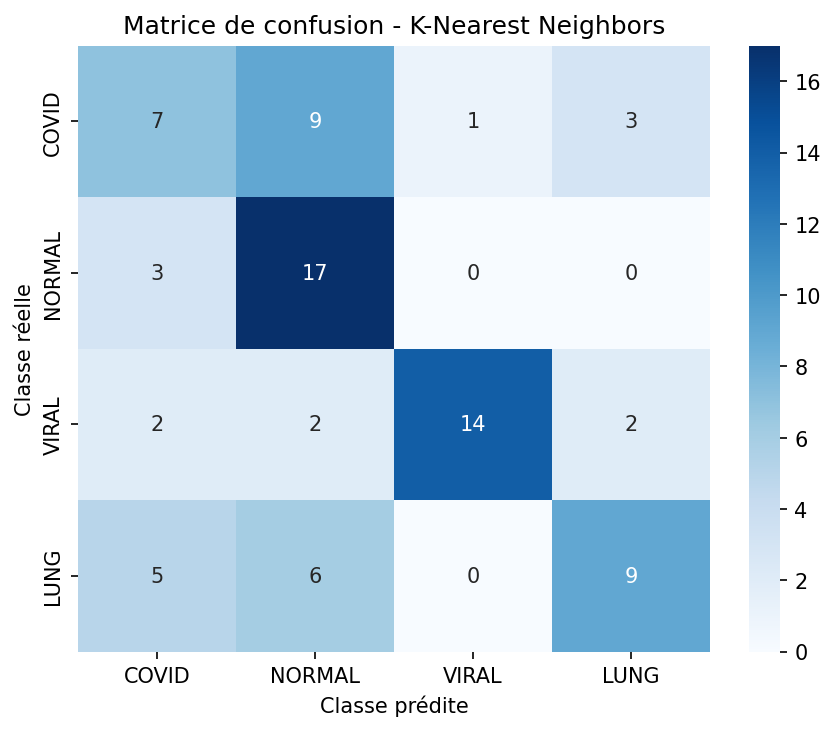 Matrice de confusion - K-Nearest Neighbors
Classe réelle
COVID
7 9 1 3
NORMAL
3 17 0 0
VIRAL
2 2 14 2
LUNG
5 6 0 9
COVID NORMAL VIRAL LUNG
Classe prédite
16
14
12
10
8
6
4
2
0